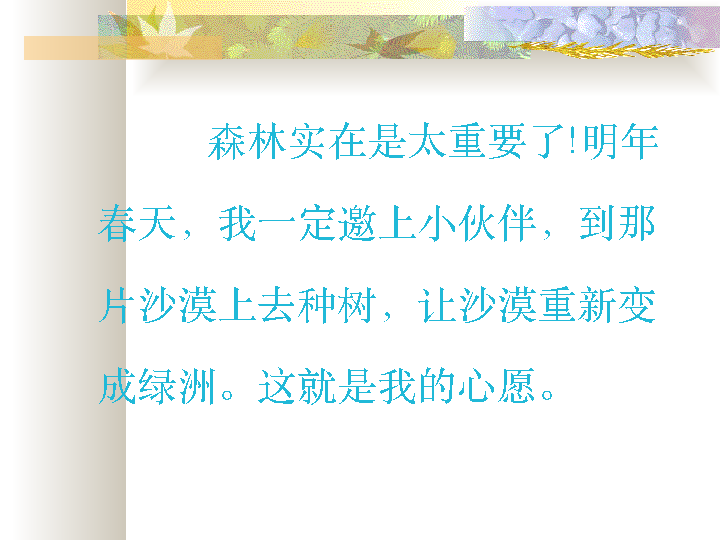 森林实在是太重要了!明年
春天，我一定邀上小伙伴，到那
片沙漠上去种树，让沙漠重新变
成绿洲。这就是我的心愿。